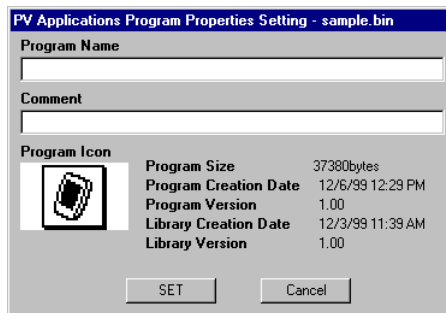 PV Applications Program Properties Setting - sample.bin
Program Name
Comment
Program Icon
Program Size 37380bytes
Program Creation Date 12/6/99 12:29 PM
Program Version 1.00
Library Creation Date 12/3/99 11:39 AM
Library Version 1.00
SET Cancel